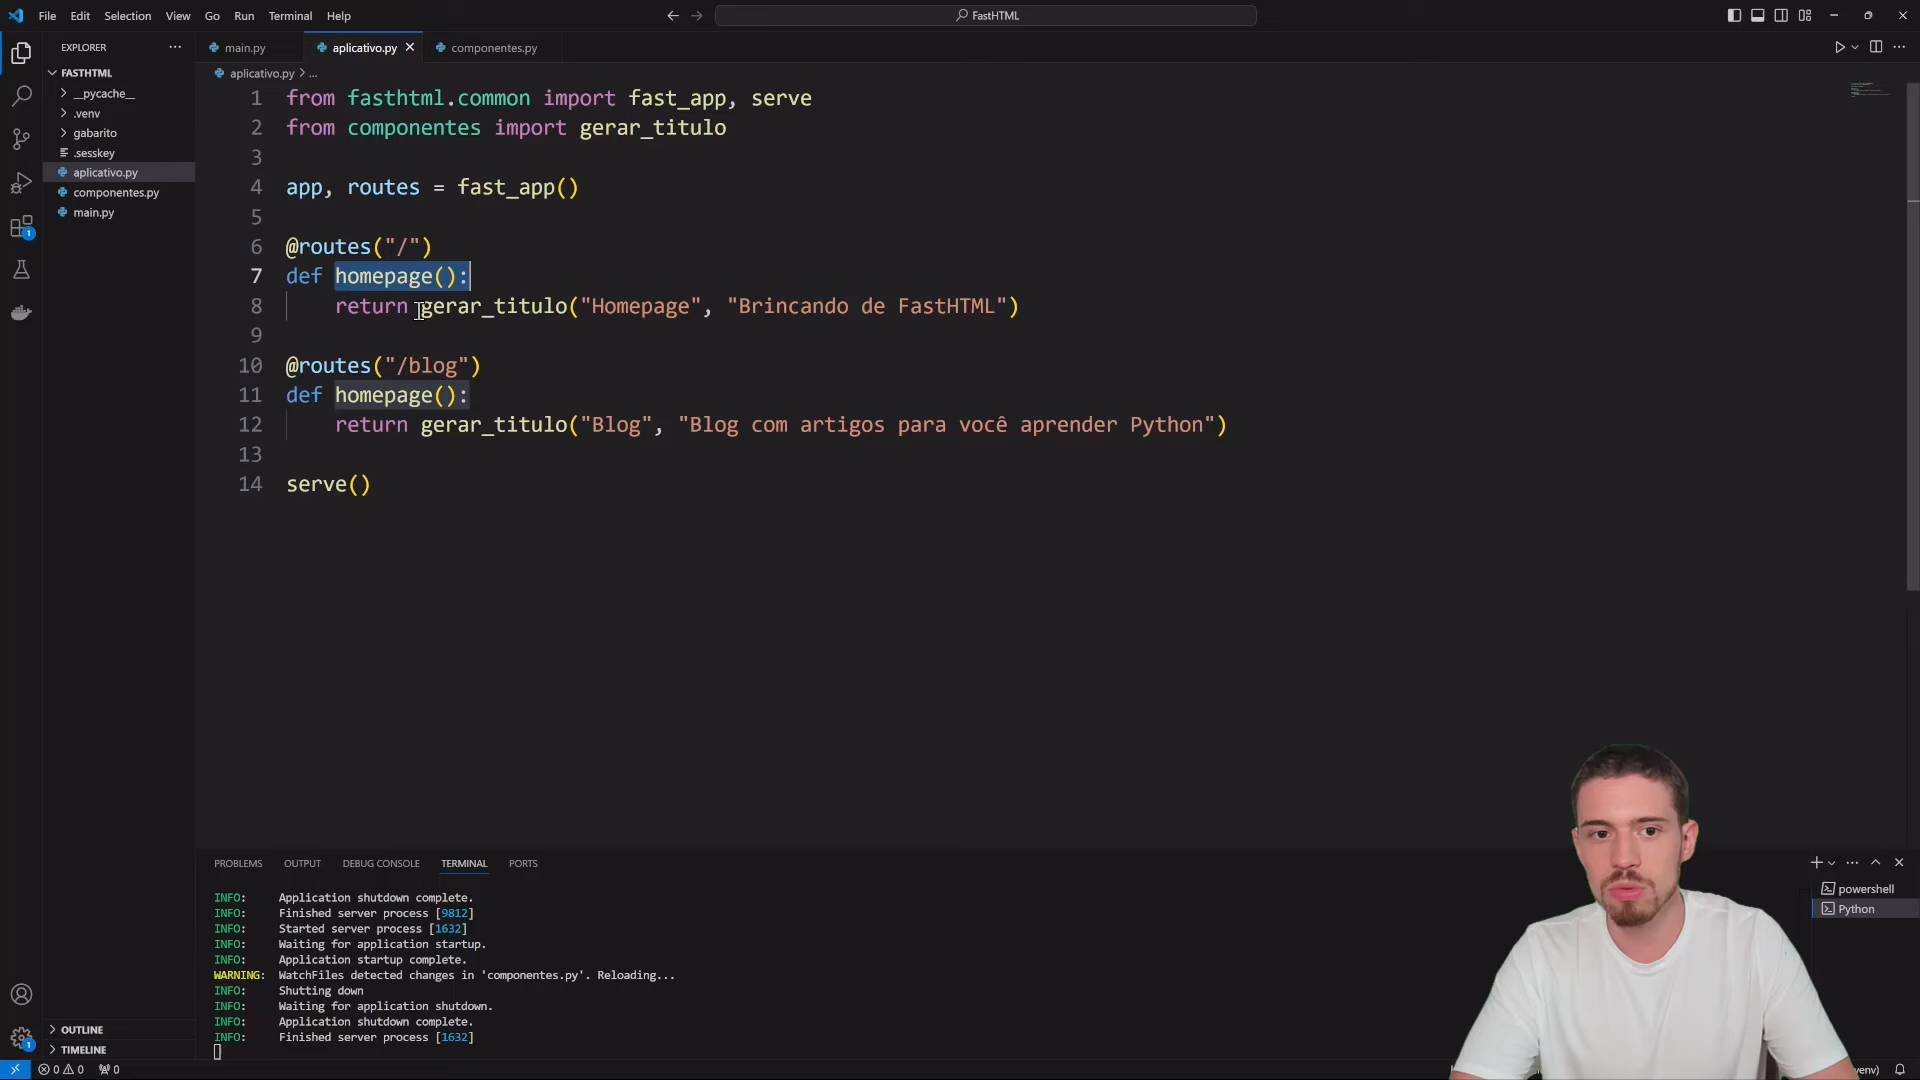 File Edit Selection View Go Run Terminal Help
FastHTML
EXPLORER
FASTHTML
__pycache__
.venv
gabarito
.sesskey
aplicativo.py
componentes.py
main.py
OUTLINE
TIMELINE
main.py
aplicativo.py
componentes.py
aplicativo.py > ...
1 from fasthtml.common import fast_app, serve
2 from componentes import gerar_titulo
3
4 app, routes = fast_app()
5
6 @routes("/")
7 def homepage():
8 return gerar_titulo("Homepage", "Brincando de FastHTML")
9
10 @routes("/blog")
11 def homepage():
12 return gerar_titulo("Blog", "Blog com artigos para você aprender Python")
13
14 serve()
PROBLEMS OUTPUT DEBUG CONSOLE TERMINAL PORTS
INFO: Application shutdown complete.
INFO: Finished server process [9812]
INFO: Started server process [1632]
INFO: Waiting for application startup.
INFO: Application startup complete.
WARNING: WatchFiles detected changes in 'componentes.py'. Reloading...
INFO: Shutting down
INFO: Waiting for application shutdown.
INFO: Application shutdown complete.
INFO: Finished server process [1632]
powershell
Python
1
1
0 0 0
venv)